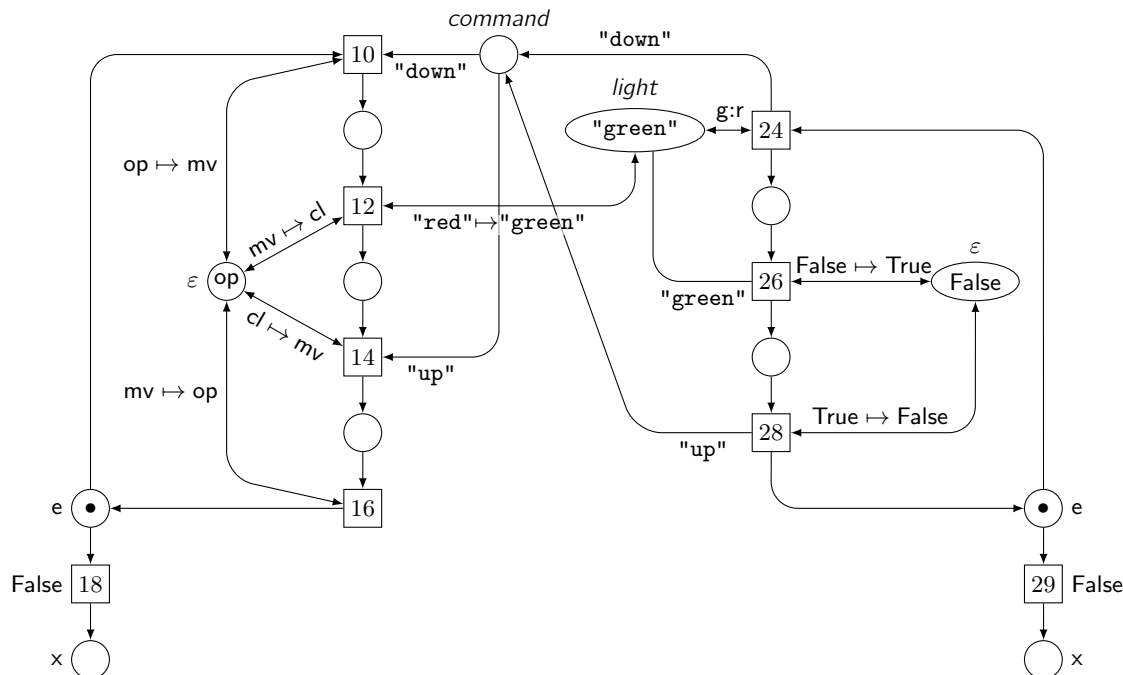 command
"down"
10
"down"
light
g:r
"green"
24
op ↦ mv
12
"red"↦"green"
mv ↦ cl
ε
False ↦ True
ε
op
26
False
"green"
cl ↦ mv
14
"up"
mv ↦ op
True ↦ False
28
"up"
e
16
e
False
18
29
False
x
x